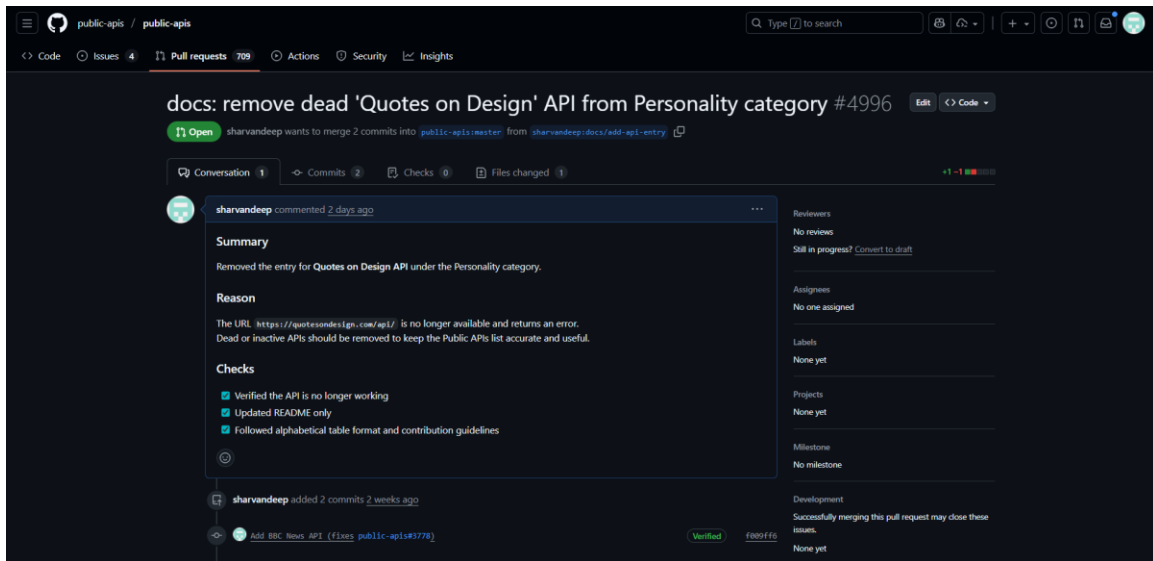 public-apis / public-apis
Type / to search
Code
Issues 4
Pull requests 709
Actions
Security
Insights
docs: remove dead 'Quotes on Design' API from Personality category #4996
Edit
Code
Open
sharvandeep wants to merge 2 commits into public-apis:master from sharvandeep:docs/add-api-entry
Conversation 1
Commits 2
Checks 0
Files changed 1
+1 −1
sharvandeep commented 2 days ago
Summary
Removed the entry for Quotes on Design API under the Personality category.
Reason
The URL https://quotesondesign.com/api/ is no longer available and returns an error.
Dead or inactive APIs should be removed to keep the Public APIs list accurate and useful.
Checks
Verified the API is no longer working
Updated README only
Followed alphabetical table format and contribution guidelines
sharvandeep added 2 commits 2 weeks ago
Add BBC News API (fixes public-apis#3778)
Verified
f009ff6
Reviewers
No reviews
Still in progress? Convert to draft
Assignees
No one assigned
Labels
None yet
Projects
None yet
Milestone
No milestone
Development
Successfully merging this pull request may close these
issues.
None yet